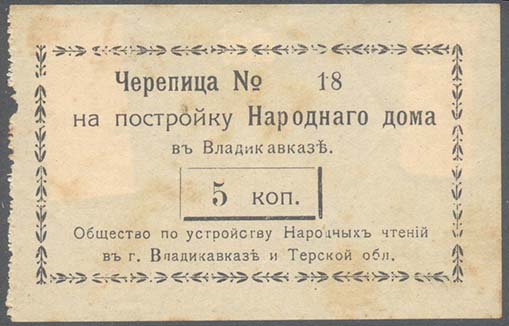 Черепица № 18
на постройку Народнаго дома
въ Владикавказѣ.
5 коп.
Общество по устройству Народныхъ чтеній
въ г. Владикавказѣ и Терской обл.